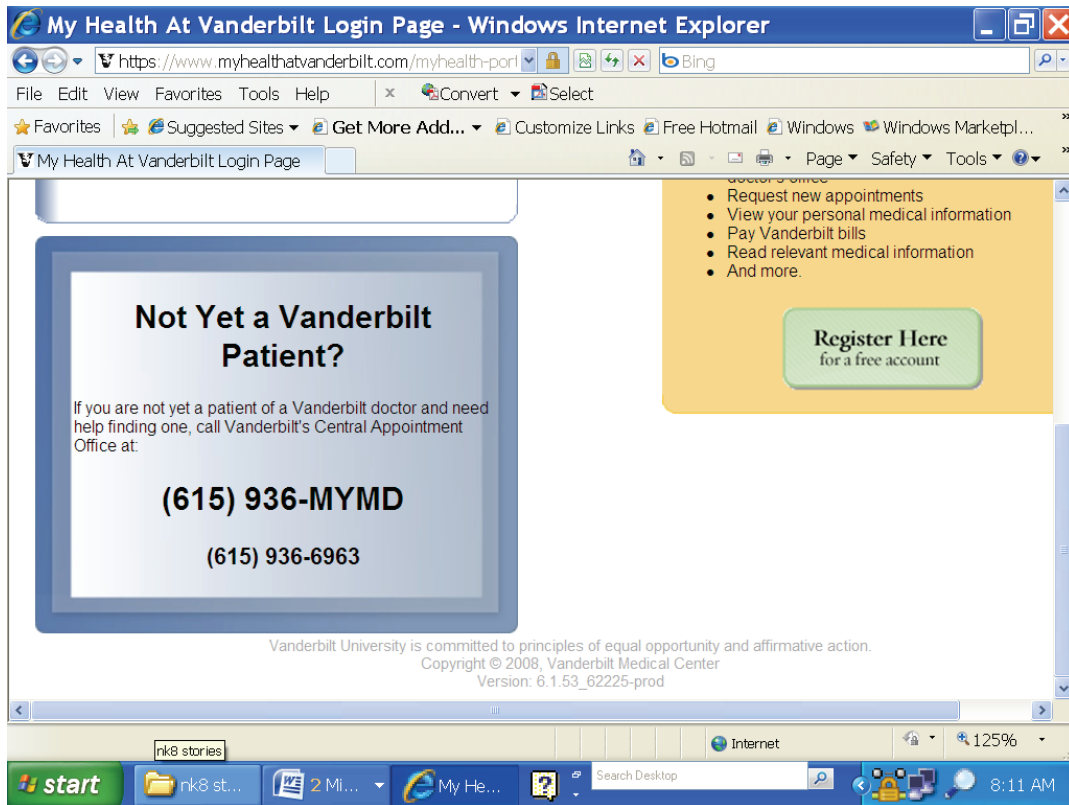 My Health At Vanderbilt Login Page - Windows Internet Explorer
https://www.myhealthatvanderbilt.com/myhealth-port
Bing
File Edit View Favorites Tools Help x Convert Select
Favorites Suggested Sites Get More Add... Customize Links Free Hotmail Windows Windows Marketpl... »
My Health At Vanderbilt Login Page Page Safety Tools »
doctor's office
• Request new appointments
• View your personal medical information
• Pay Vanderbilt bills
• Read relevant medical information
• And more.
Register Here
for a free account
Not Yet a Vanderbilt
Patient?
If you are not yet a patient of a Vanderbilt doctor and need
help finding one, call Vanderbilt's Central Appointment
Office at:
(615) 936-MYMD
(615) 936-6963
Vanderbilt University is committed to principles of equal opportunity and affirmative action.
Copyright © 2008, Vanderbilt Medical Center
Version: 6.1.53_62225-prod
Internet 125%
nk8 stories
start nk8 st... 2 Mi... My He... Search Desktop 8:11 AM